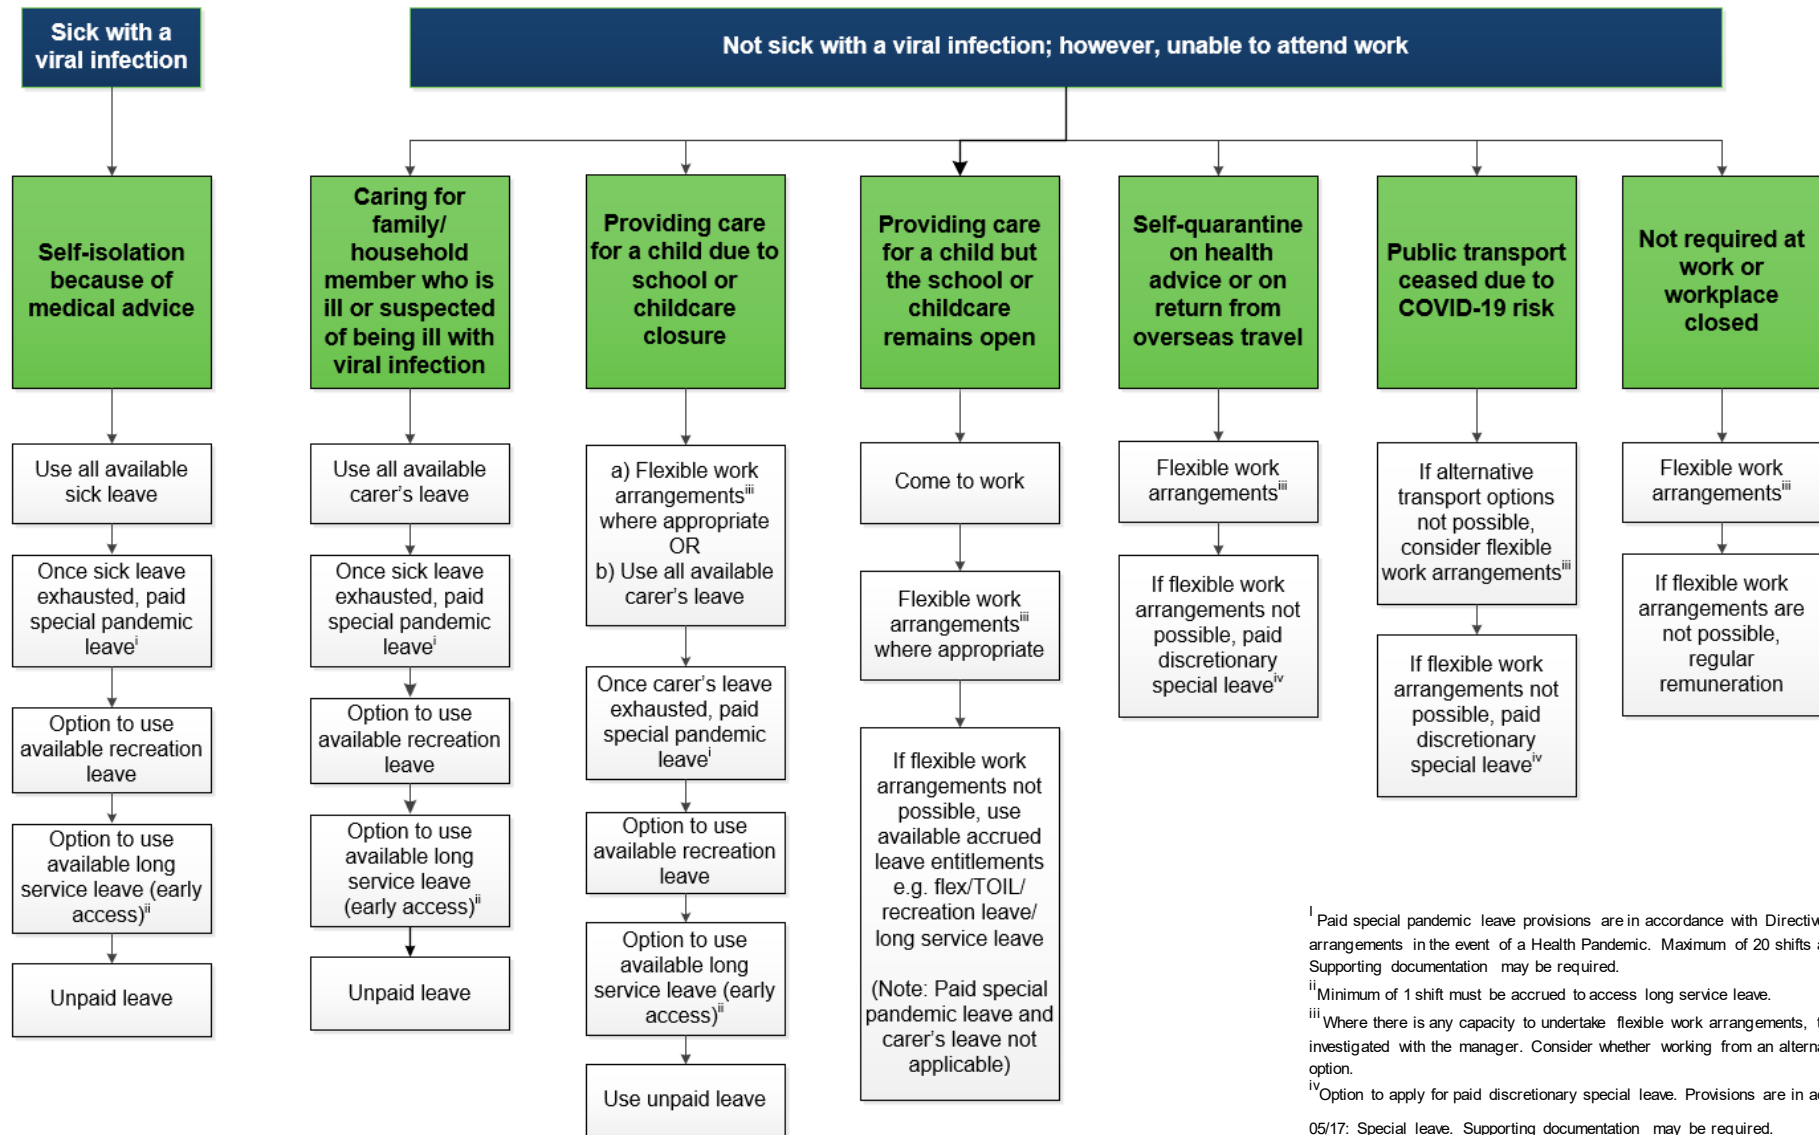 Sick with a
viral infection
Not sick with a viral infection; however, unable to attend work
Self-isolation
because of
medical advice
Caring for
family/
household
member who is
ill or suspected
of being ill with
viral infection
Providing care
for a child due to
school or
childcare
closure
Providing care
for a child but
the school or
childcare
remains open
Self-quarantine
on health
advice or on
return from
overseas travel
Public transport
ceased due to
COVID-19 risk
Not required at
work or
workplace
closed
Use all available
sick leave
Once sick leave
exhausted, paid
special pandemic
leaveⁱ
Option to use
available recreation
leave
Option to use
available long
service leave (early
access)ⁱⁱ
Unpaid leave
Use all available
carer's leave
Once sick leave
exhausted, paid
special pandemic
leaveⁱ
Option to use
available recreation
leave
Option to use
available long
service leave
(early access)ⁱⁱ
Unpaid leave
a) Flexible work
arrangementsⁱⁱⁱ
where appropriate
OR
b) Use all available
carer's leave
Once carer's leave
exhausted, paid
special pandemic
leaveⁱ
Option to use
available recreation
leave
Option to use
available long
service leave (early
access)ⁱⁱ
Use unpaid leave
Come to work
Flexible work
arrangementsⁱⁱⁱ
where appropriate
If flexible work
arrangements not
possible, use
available accrued
leave entitlements
e.g. flex/TOIL/
recreation leave/
long service leave
(Note: Paid special
pandemic leave and
carer's leave not
applicable)
Flexible work
arrangementsⁱⁱⁱ
If flexible work
arrangements not
possible, paid
discretionary
special leaveⁱᵛ
If alternative
transport options
not possible,
consider flexible
work arrangementsⁱⁱⁱ
If flexible work
arrangements not
possible, paid
discretionary
special leaveⁱᵛ
Flexible work
arrangementsⁱⁱⁱ
If flexible work
arrangements are
not possible,
regular
remuneration
ᴵ Paid special pandemic leave provisions are in accordance with Directive
arrangements in the event of a Health Pandemic. Maximum of 20 shifts
Supporting documentation may be required.
ⁱⁱ Minimum of 1 shift must be accrued to access long service leave.
ⁱⁱⁱ Where there is any capacity to undertake flexible work arrangements,
investigated with the manager. Consider whether working from an
option.
ⁱᵛ Option to apply for paid discretionary special leave. Provisions are in
05/17: Special leave. Supporting documentation may be required.